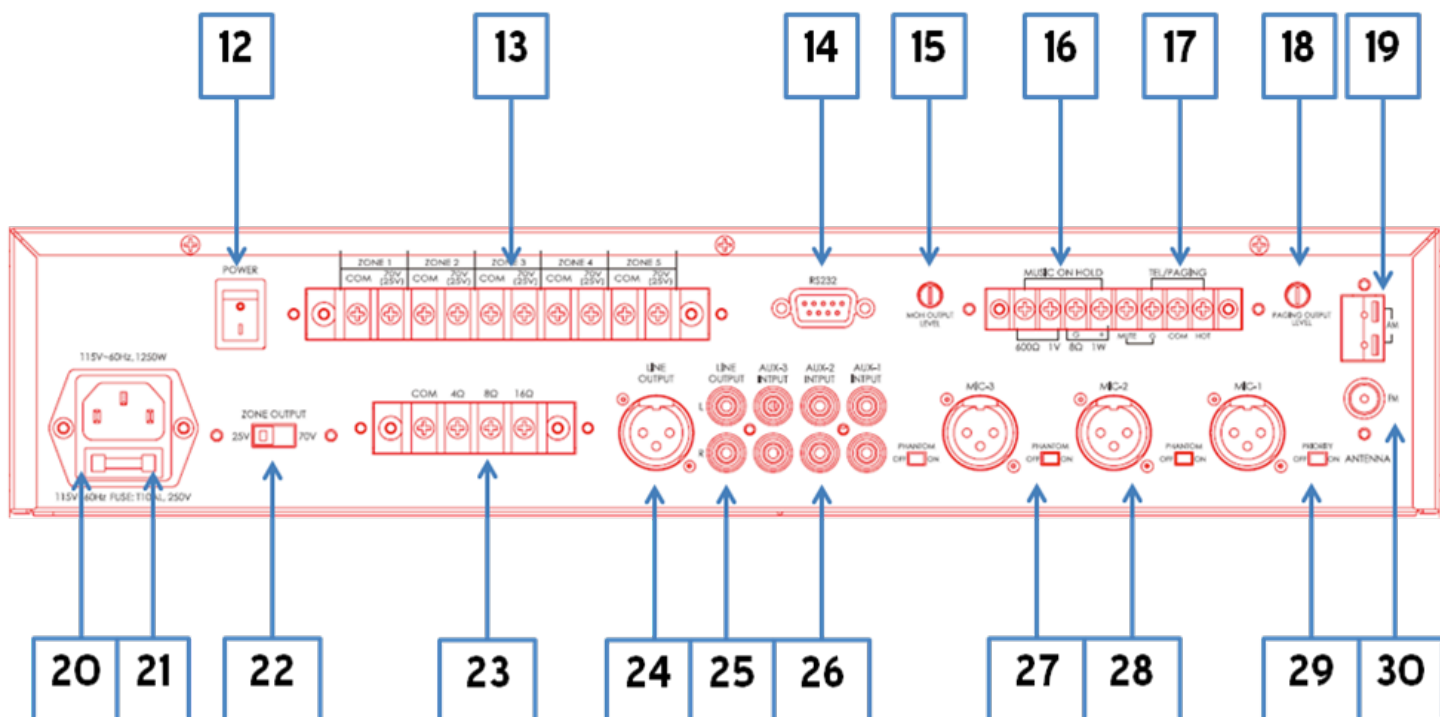 12 13 14 15 16 17 18 19
POWER
ZONE 1 ZONE 2 ZONE 3 ZONE 4 ZONE 5
COM 70V (25V) COM 70V (25V) COM 70V (25V) COM 70V (25V) COM 70V (25V)
RS232
MOH OUTPUT
LEVEL
MUSIC ON HOLD
TEL/PAGING
600Ω 1V
G +
8Ω 1W
MUTE G
COM HOT
PAGING OUTPUT
LEVEL
AM
115V~60Hz, 1250W
115V~60Hz FUSE: T10AL, 250V
ZONE OUTPUT
25V 70V
COM 4Ω 8Ω 16Ω
LINE
OUTPUT
LINE
OUTPUT
AUX-3
INTPUT
AUX-2
INTPUT
AUX-1
INTPUT
L
R
PHANTOM
OFF ON
MIC-3
PHANTOM
OFF ON
MIC-2
PHANTOM
OFF ON
MIC-1
PRIORITY
OFF ON
FM
ANTENNA
20 21 22 23 24 25 26 27 28 29 30